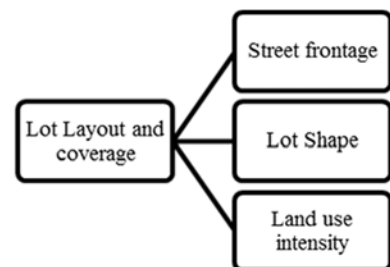 Street frontage
Lot Layout and
coverage
Lot Shape
Land use
intensity